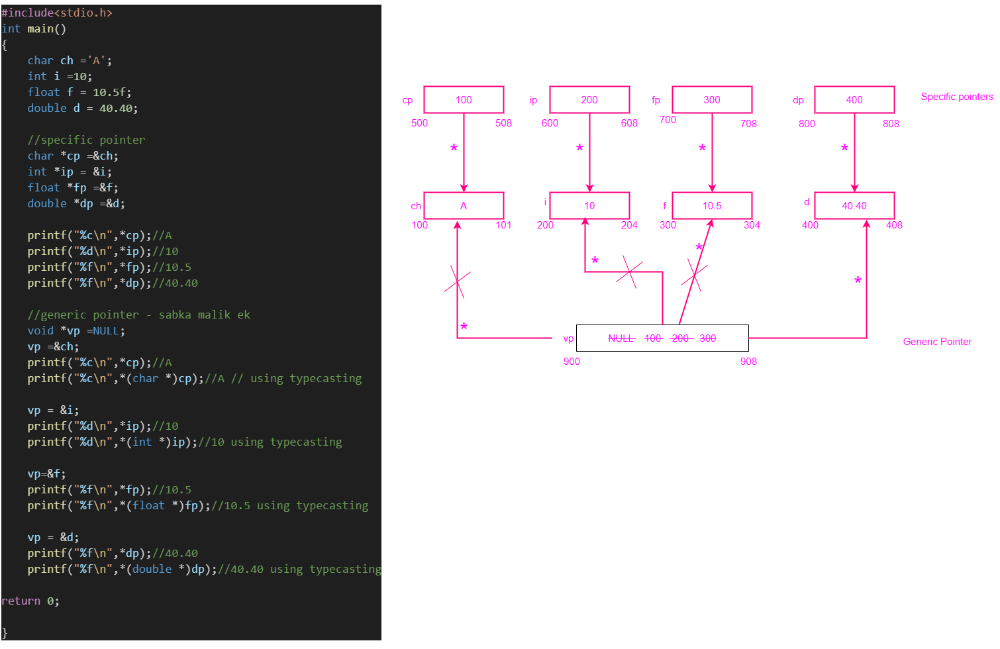 #include<stdio.h>
int main()
{
    char ch ='A';
    int i =10;
    float f = 10.5f;
    double d = 40.40;

    //specific pointer
    char *cp =&ch;
    int *ip = &i;
    float *fp =&f;
    double *dp =&d;

    printf("%c\n",*cp);//A
    printf("%d\n",*ip);//10
    printf("%f\n",*fp);//10.5
    printf("%f\n",*dp);//40.40

    //generic pointer - sabka malik ek
    void *vp =NULL;
    vp =&ch;
    printf("%c\n",*cp);//A
    printf("%c\n",*(char *)cp);//A // using typecasting

    vp = &i;
    printf("%d\n",*ip);//10
    printf("%d\n",*(int *)ip);//10 using typecasting

    vp=&f;
    printf("%f\n",*fp);//10.5
    printf("%f\n",*(float *)fp);//10.5 using typecasting

    vp = &d;
    printf("%f\n",*dp);//40.40
    printf("%f\n",*(double *)dp);//40.40 using typecasting

return 0;

}
cp 100 ip 200 fp 300 dp 400 Specific pointers
500 508 600 608 700 708 800 808
* * * *
ch A i 10 f 10.5 d 40.40
100 101 200 204 300 304 400 408
* * * *
vp NULL 100 200 300 Generic Pointer
900 908